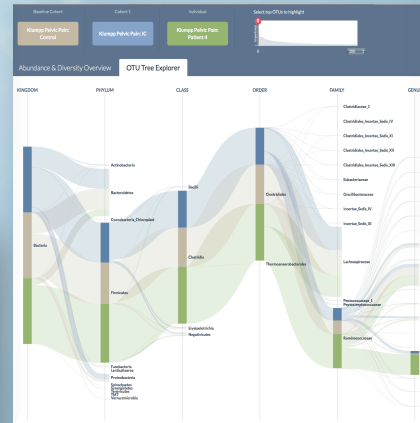 Baseline Cohort
Cohort 1
Individual
Select top OTUs to highlight
Klumpp Pelvic Pain
Control
Klumpp Pelvic Pain: IC
Klumpp Pelvic Pain:
Patient 4
Abundance & Diversity Overview
OTU Tree Explorer
KINGDOM
PHYLUM
CLASS
ORDER
FAMILY
GENU
Clostridiaceae_1
Clostridiales_Incertae_Sedis_IV
Clostridiales_Incertae_Sedis_XI
Clostridiales_Incertae_Sedis_XII
Clostridiales_Incertae_Sedis_XIII
Eubacteriaceae
Gracilibacteraceae
Incertae_Sedis_IV
Incertae_Sedis_XI
Lachnospiraceae
Peptococcaceae_1
Peptostreptococcaceae
Ruminococcaceae
Clostridiales
Thermoanaerobacterales
Bacilli
Clostridia
Erysipelotrichia
Negativicutes
Actinobacteria
Bacteroidetes
Cyanobacteria_Chloroplast
Firmicutes
Fusobacteria
Lentisphaerae
Proteobacteria
Spirochaetes
Synergistetes
Tenericutes
TM7
Verrucomicrobia
Bacteria